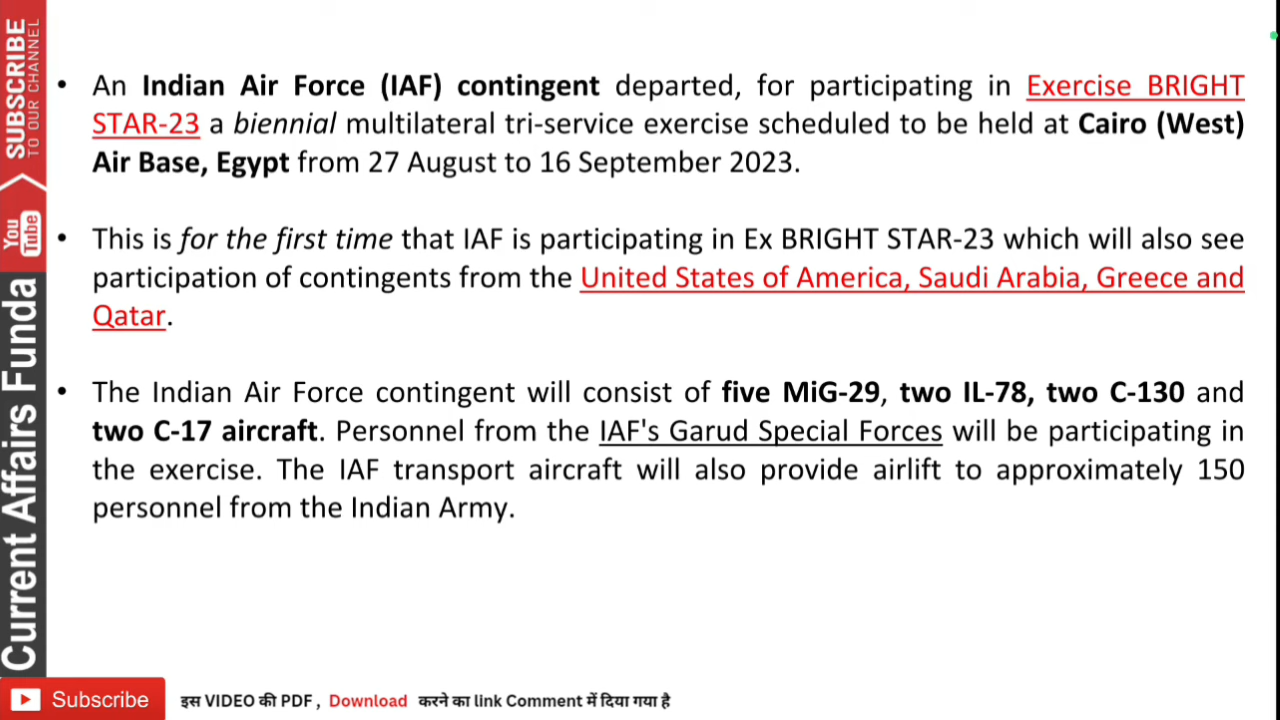 SUBSCRIBE
TO OUR CHANNEL
You
Tube
Current Affairs Funda
• An Indian Air Force (IAF) contingent departed, for participating in Exercise BRIGHT
STAR-23 a biennial multilateral tri-service exercise scheduled to be held at Cairo (West)
Air Base, Egypt from 27 August to 16 September 2023.
• This is for the first time that IAF is participating in Ex BRIGHT STAR-23 which will also see
participation of contingents from the United States of America, Saudi Arabia, Greece and
Qatar.
• The Indian Air Force contingent will consist of five MiG-29, two IL-78, two C-130 and
two C-17 aircraft. Personnel from the IAF's Garud Special Forces will be participating in
the exercise. The IAF transport aircraft will also provide airlift to approximately 150
personnel from the Indian Army.
Subscribe
इस VIDEO की PDF , Download करने का link Comment में दिया गया है